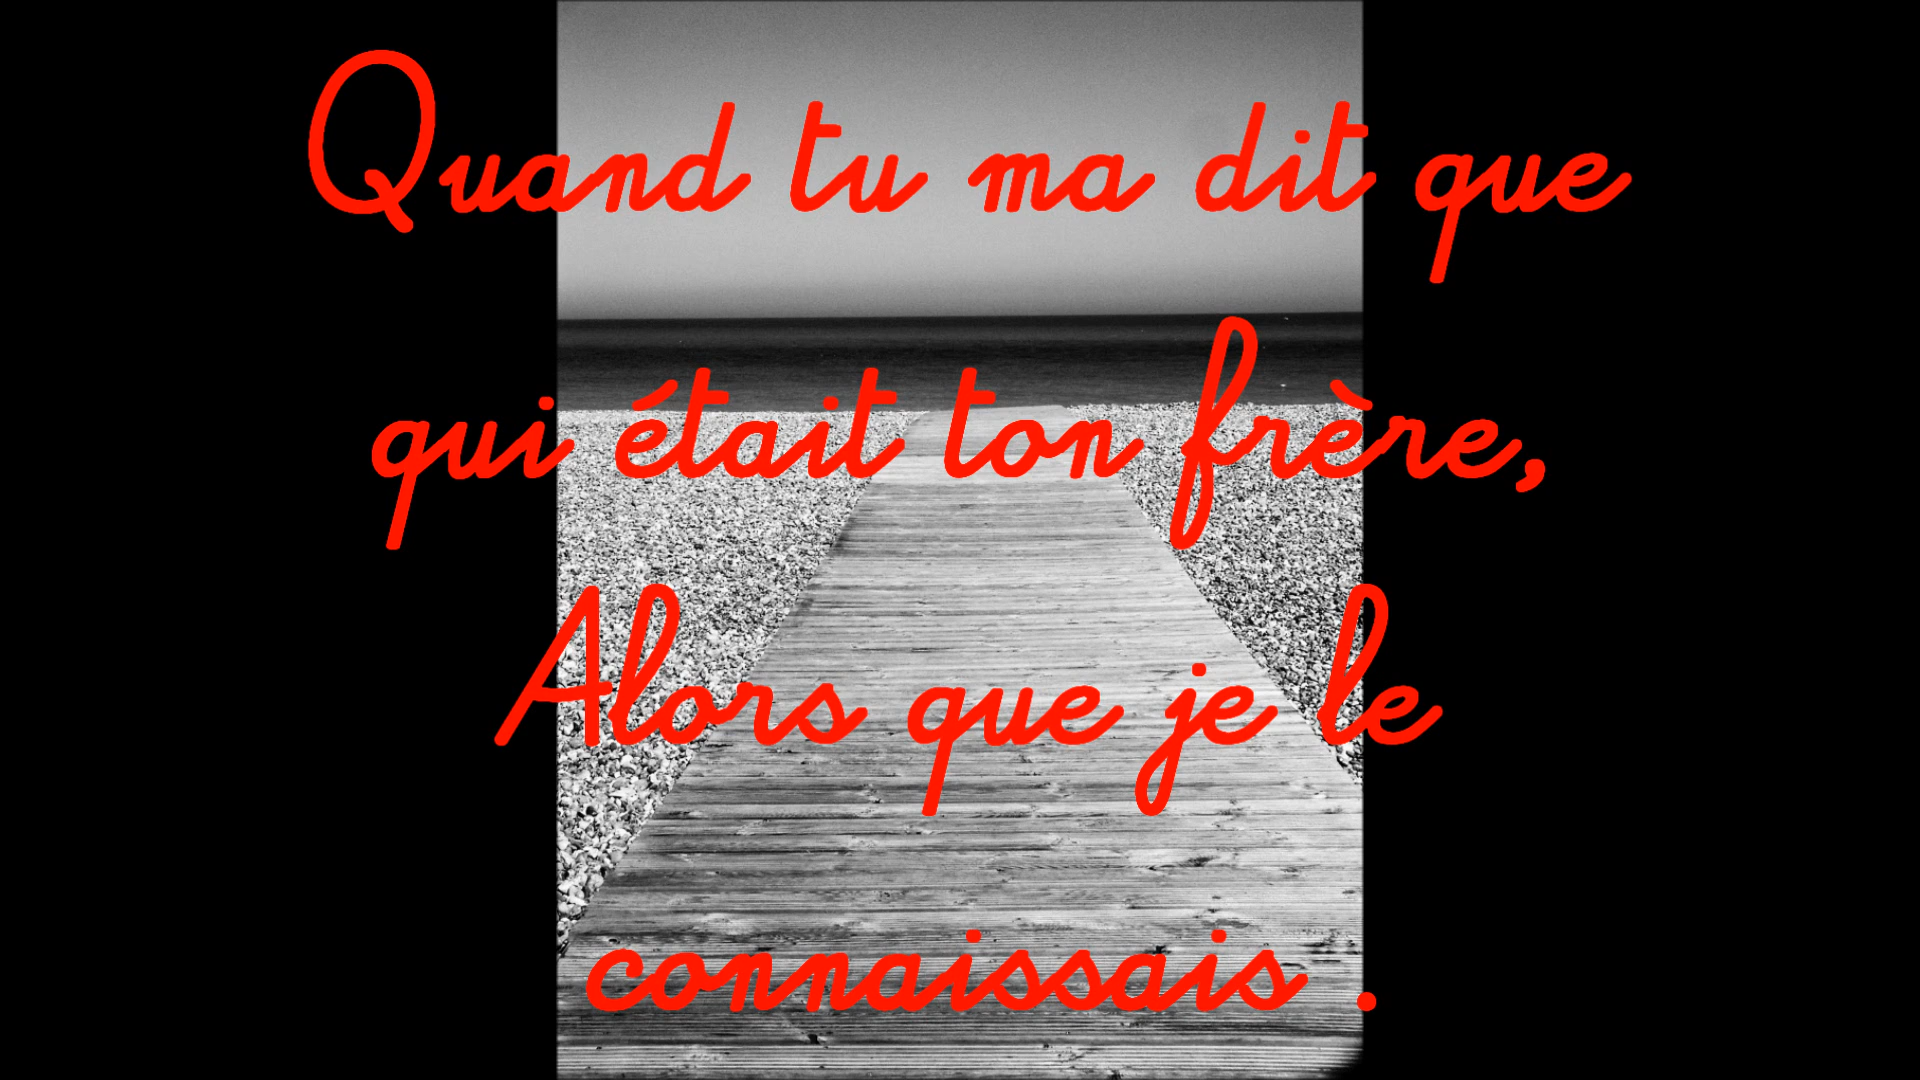 Quand tu ma dit que
qui était ton frère,
Alors que je le
connaissais .